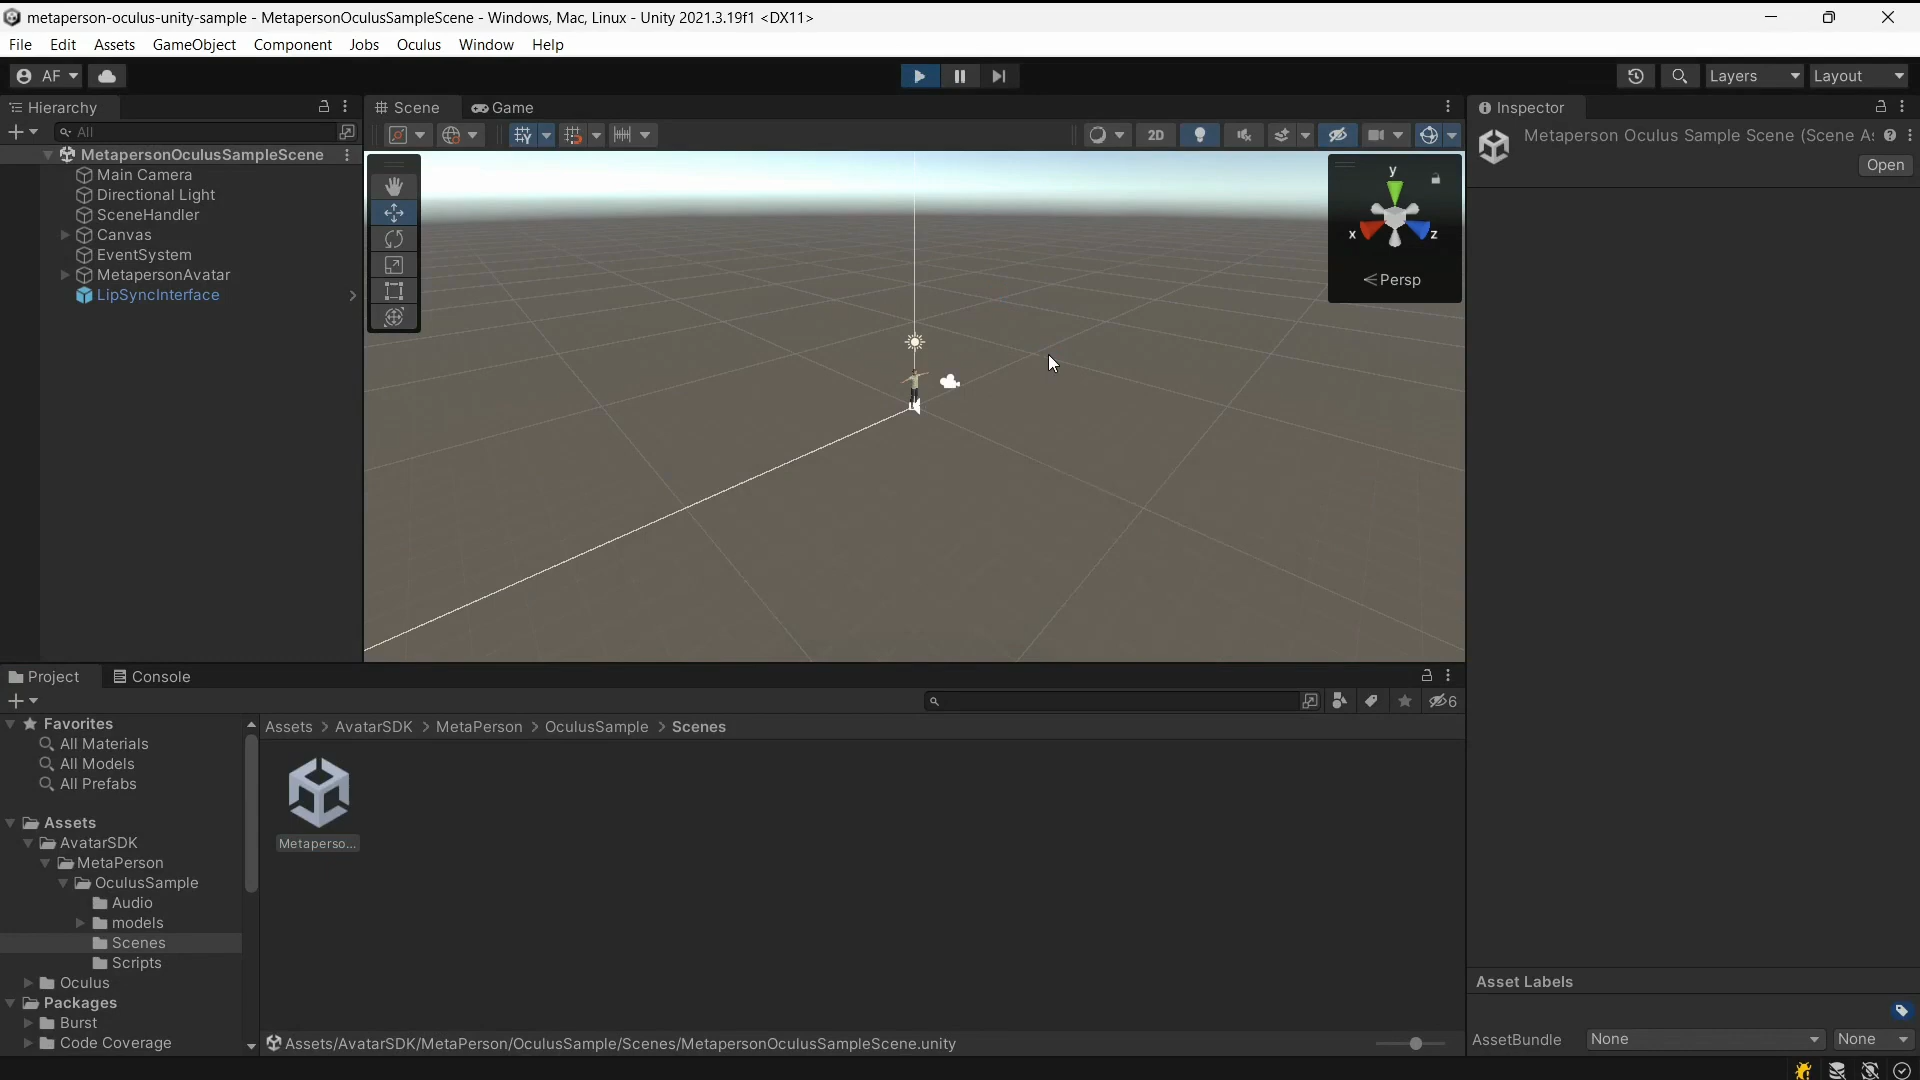 metaperson-oculus-unity-sample - MetapersonOculusSampleScene - Windows, Mac, Linux - Unity 2021.3.19f1 <DX11>
File Edit Assets GameObject Component Jobs Oculus Window Help
AF Layers Layout
Hierarchy
All
MetapersonOculusSampleScene
Main Camera
Directional Light
SceneHandler
Canvas
EventSystem
MetapersonAvatar
LipSyncInterface
Scene Game
2D
y
x z
Persp
Inspector
Metaperson Oculus Sample Scene (Scene A
Open
Project Console
6
Favorites
All Materials
All Models
All Prefabs
Assets
AvatarSDK
MetaPerson
OculusSample
Audio
models
Scenes
Scripts
Oculus
Packages
Burst
Code Coverage
Assets > AvatarSDK > MetaPerson > OculusSample > Scenes
Metaperso...
Assets/AvatarSDK/MetaPerson/OculusSample/Scenes/MetapersonOculusSampleScene.unity
Asset Labels
AssetBundle None None